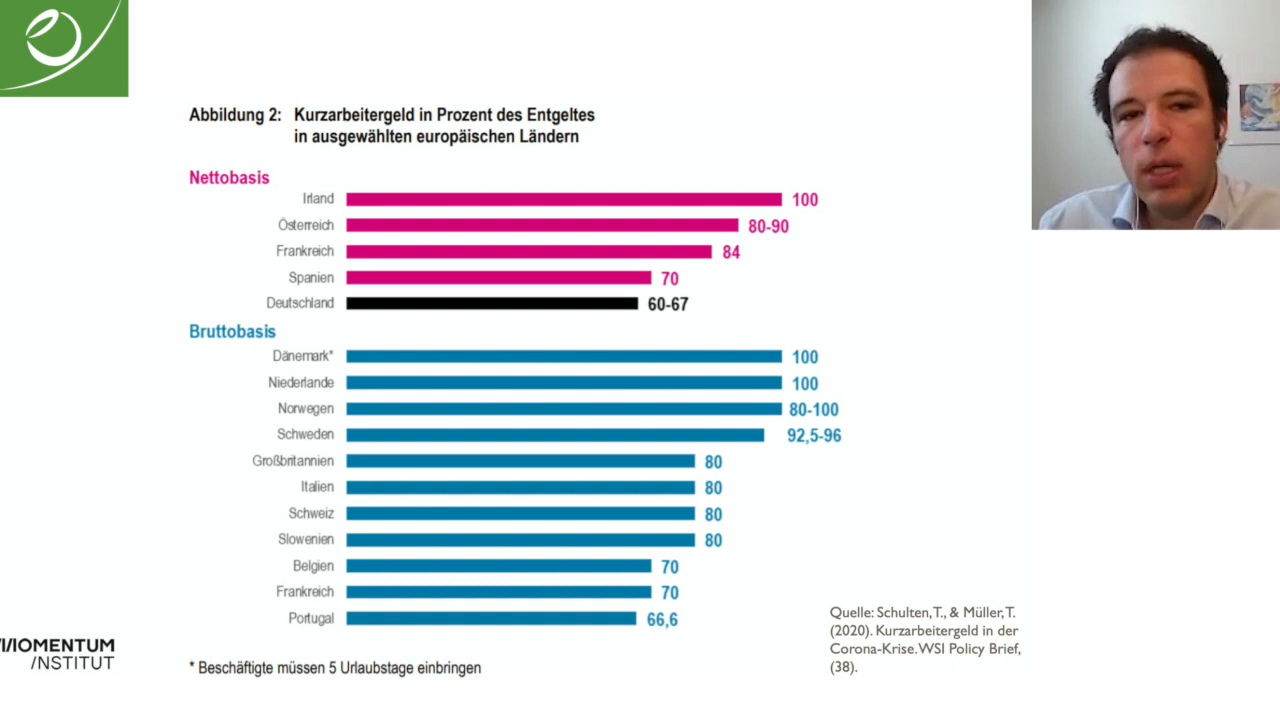 Abbildung 2: Kurzarbeitergeld in Prozent des Entgeltes
in ausgewählten europäischen Ländern
Nettobasis
Irland 100
Österreich 80-90
Frankreich 84
Spanien 70
Deutschland 60-67
Bruttobasis
Dänemark* 100
Niederlande 100
Norwegen 80-100
Schweden 92,5-96
Großbritannien 80
Italien 80
Schweiz 80
Slowenien 80
Belgien 70
Frankreich 70
Portugal 66,6
* Beschäftigte müssen 5 Urlaubstage einbringen
Quelle: Schulten, T., & Müller, T.
(2020). Kurzarbeitergeld in der
Corona-Krise. WSI Policy Brief,
(38).
MOMENTUM
/NSTITUT